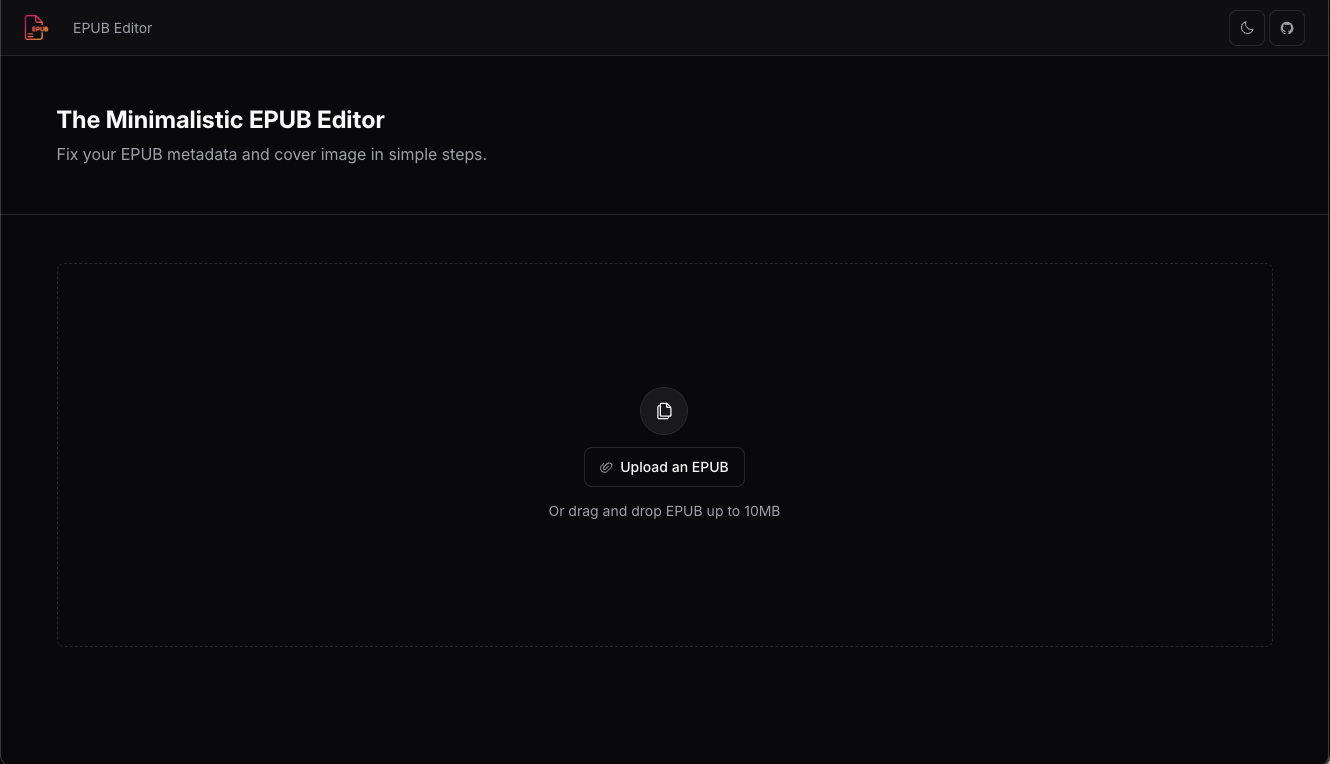 EPUB
EPUB Editor
The Minimalistic EPUB Editor
Fix your EPUB metadata and cover image in simple steps.
Upload an EPUB
Or drag and drop EPUB up to 10MB